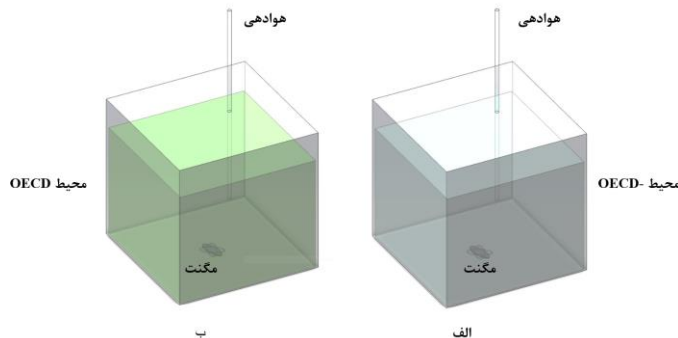 هوادهی
هوادهی
محیط OECD-
محیط OECD
مگنت
مگنت
الف
ب